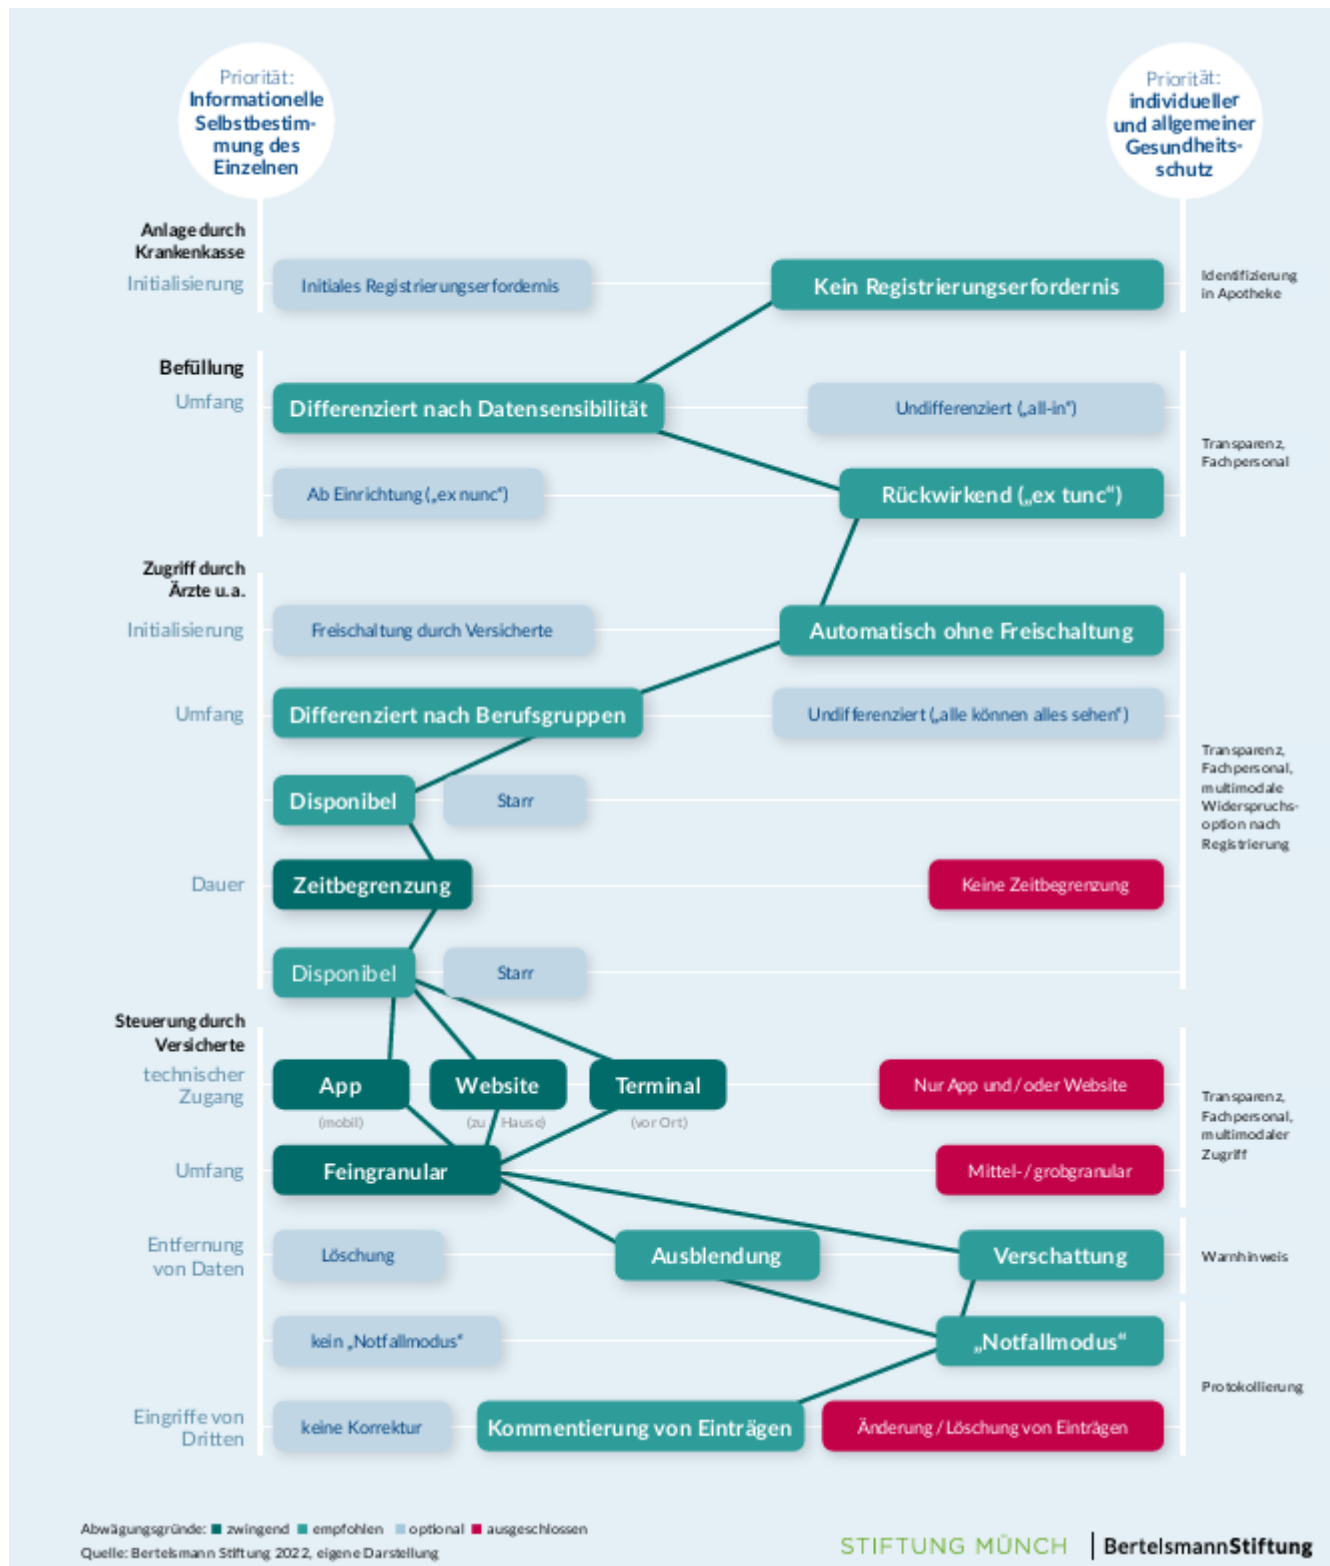 Priorität:
Informationelle
Selbstbestim-
mung des
Einzelnen
Priorität:
individueller
und allgemeiner
Gesundheits-
schutz
Anlage durch
Krankenkasse
Initialisierung
Initiales Registrierungserfordernis
Kein Registrierungserfordernis
Identifizierung
in Apotheke
Befüllung
Umfang
Differenziert nach Datensensibilität
Undifferenziert („all-in“)
Transparenz,
Fachpersonal
Ab Einrichtung („ex nunc“)
Rückwirkend („ex tunc“)
Zugriff durch
Ärzte u.a.
Initialisierung
Freischaltung durch Versicherte
Automatisch ohne Freischaltung
Umfang
Differenziert nach Berufsgruppen
Undifferenziert („alle können alles sehen“)
Transparenz,
Fachpersonal,
multimodale
Widerspruchs-
option nach
Registrierung
Disponibel
Starr
Dauer
Zeitbegrenzung
Keine Zeitbegrenzung
Disponibel
Starr
Steuerung durch
Versicherte
technischer
Zugang
App
(mobil)
Website
(zu Hause)
Terminal
(vor Ort)
Nur App und / oder Website
Transparenz,
Fachpersonal,
multimodaler
Zugriff
Umfang
Feingranular
Mittel- / grobgranular
Entfernung
von Daten
Löschung
Ausblendung
Verschattung
Warnhinweis
kein „Notfallmodus“
„Notfallmodus“
Protokollierung
Eingriffe von
Dritten
keine Korrektur
Kommentierung von Einträgen
Änderung / Löschung von Einträgen
Abwägungsgründe: zwingend empfohlen optional ausgeschlossen
Quelle: Bertelsmann Stiftung 2022, eigene Darstellung
STIFTUNG MÜNCH | BertelsmannStiftung